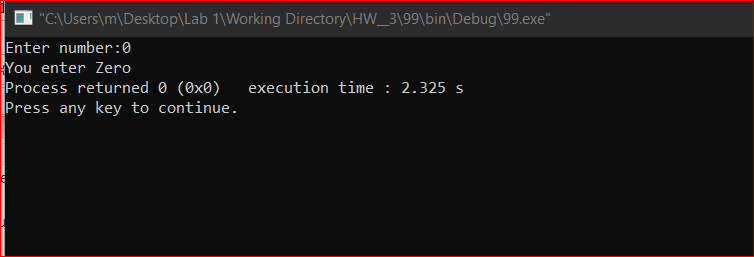 "C:\Users\m\Desktop\Lab 1\Working Directory\HW__3\99\bin\Debug\99.exe"
Enter number:0
You enter Zero
Process returned 0 (0x0)   execution time : 2.325 s
Press any key to continue.